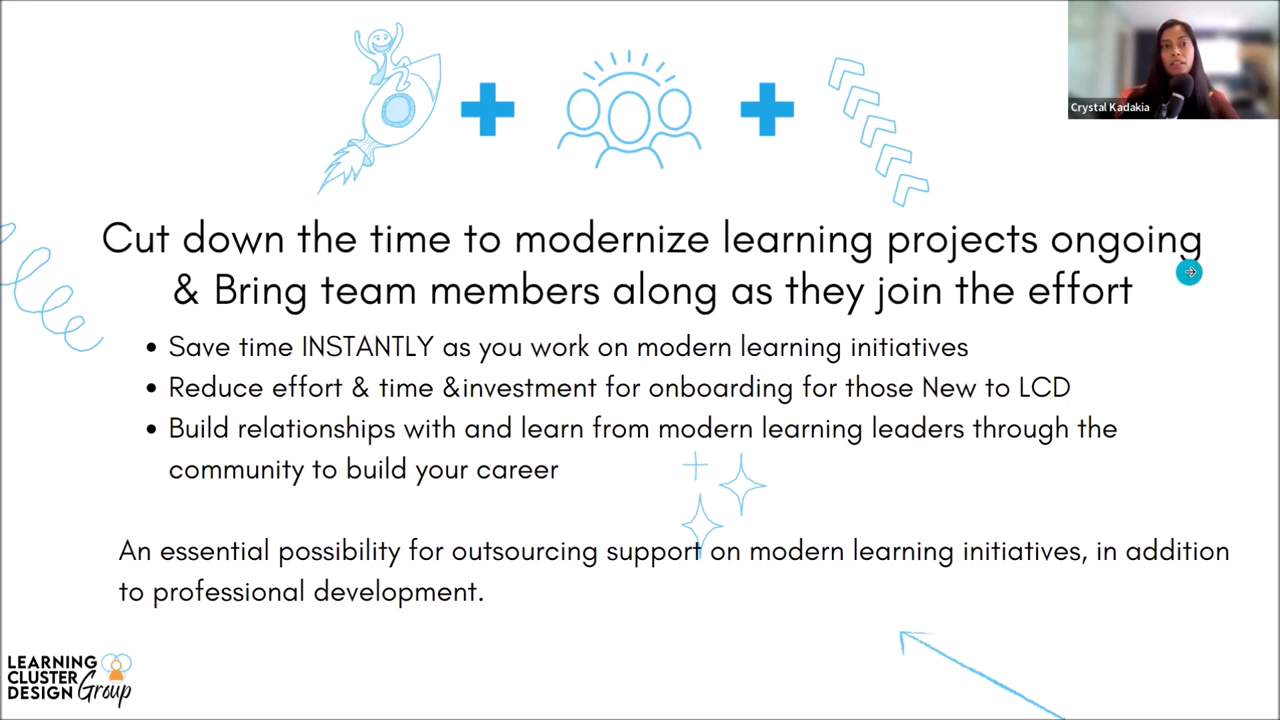 Crystal Kadakia
Cut down the time to modernize learning projects ongoing
& Bring team members along as they join the effort
• Save time INSTANTLY as you work on modern learning initiatives
• Reduce effort & time &investment for onboarding for those New to LCD
• Build relationships with and learn from modern learning leaders through the
community to build your career
An essential possibility for outsourcing support on modern learning initiatives, in addition
to professional development.
LEARNING
CLUSTER
DESIGN Group